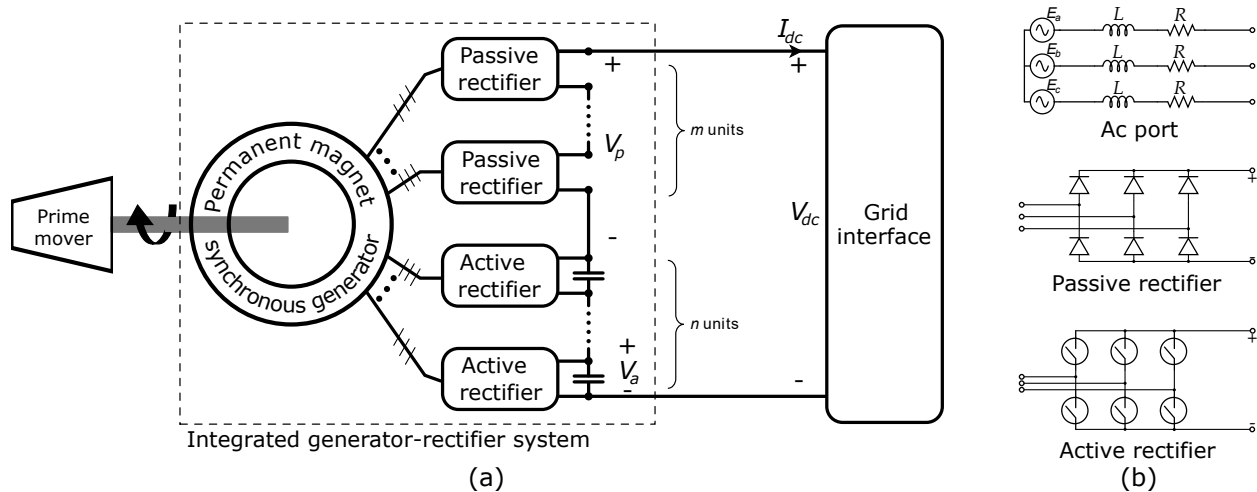 Prime
mover
Permanent magnet
synchronous generator
Passive
rectifier
Passive
rectifier
Active
rectifier
Active
rectifier
+
V_p
-
+
V_a
-
m units
n units
I_dc
+
V_dc
-
Grid
interface
Integrated generator-rectifier system
(a)
E_a L R
E_b L R
E_c L R
Ac port
+
-
Passive rectifier
+
-
Active rectifier
(b)